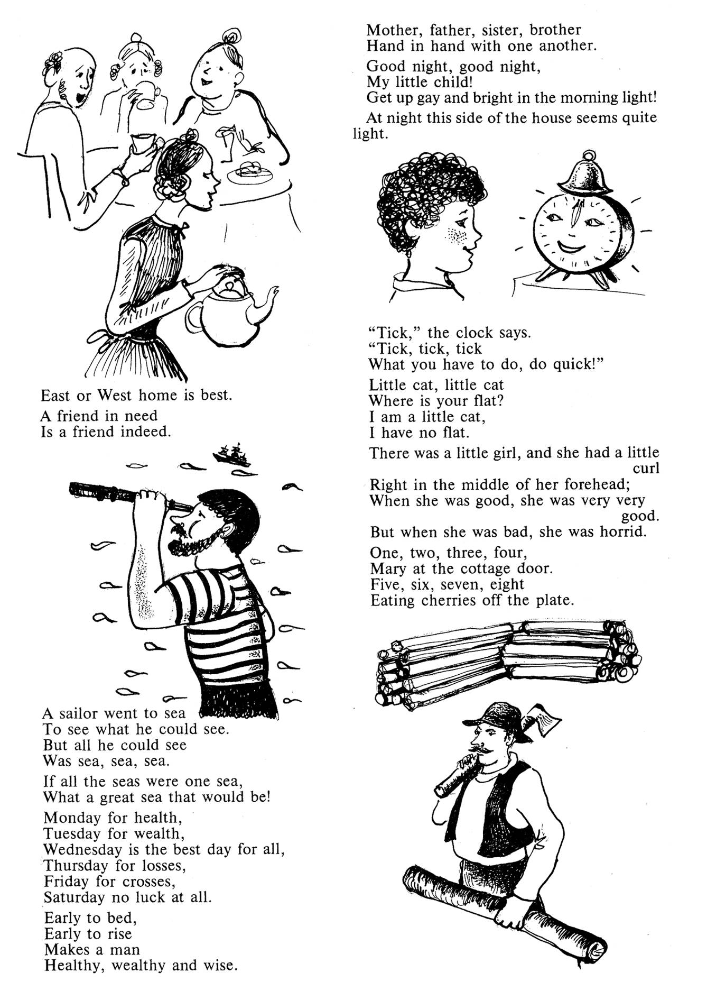 East or West home is best.
A friend in need
Is a friend indeed.
A sailor went to sea
To see what he could see.
But all he could see
Was sea, sea, sea.
If all the seas were one sea,
What a great sea that would be!
Monday for health,
Tuesday for wealth,
Wednesday is the best day for all,
Thursday for losses,
Friday for crosses,
Saturday no luck at all.
Early to bed,
Early to rise
Makes a man
Healthy, wealthy and wise.
Mother, father, sister, brother
Hand in hand with one another.
Good night, good night,
My little child!
Get up gay and bright in the morning light!
At night this side of the house seems quite
light.
“Tick,” the clock says.
“Tick, tick, tick
What you have to do, do quick!”
Little cat, little cat
Where is your flat?
I am a little cat,
I have no flat.
There was a little girl, and she had a little
curl
Right in the middle of her forehead;
When she was good, she was very very
good.
But when she was bad, she was horrid.
One, two, three, four,
Mary at the cottage door.
Five, six, seven, eight
Eating cherries off the plate.